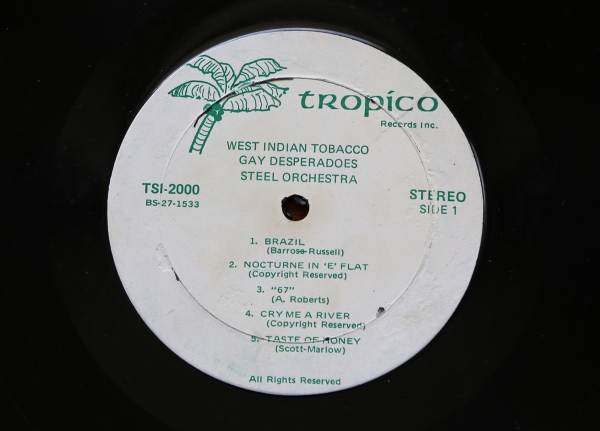 tropico
Records Inc.
WEST INDIAN TOBACCO
GAY DESPERADOES
STEEL ORCHESTRA
TSI-2000
BS-27-1533
STEREO
SIDE 1
1. BRAZIL
(Barrose-Russell)
2. NOCTURNE IN 'E' FLAT
(Copyright Reserved)
3. "67"
(A. Roberts)
4. CRY ME A RIVER
(Copyright Reserved)
5. TASTE OF HONEY
(Scott-Marlow)
All Rights Reserved